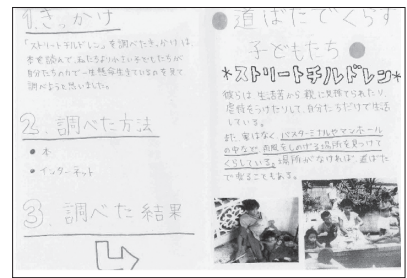 1.きっかけ
「ストリートチルドレン」を調べたきっかけは
本を読んで、私たちより小さい子どもたちが
自分たちの力で一生懸命生きているのを見て
調べようと思いました。
2.調べた方法
●本
●インターネット
3.調べた結果
●道ばたでくらす
子どもたち●
*ストリートチルドレン*
彼らは生活苦から親に見捨てられたり、
虐待をうけたりして、自分たちだけで生活
している。
また、家はなく、バスターミナルやマンホール
の中など、雨風をしのげる場所を見つけて
くらしている。場所がなければ、道ばた
で寝ることもある。